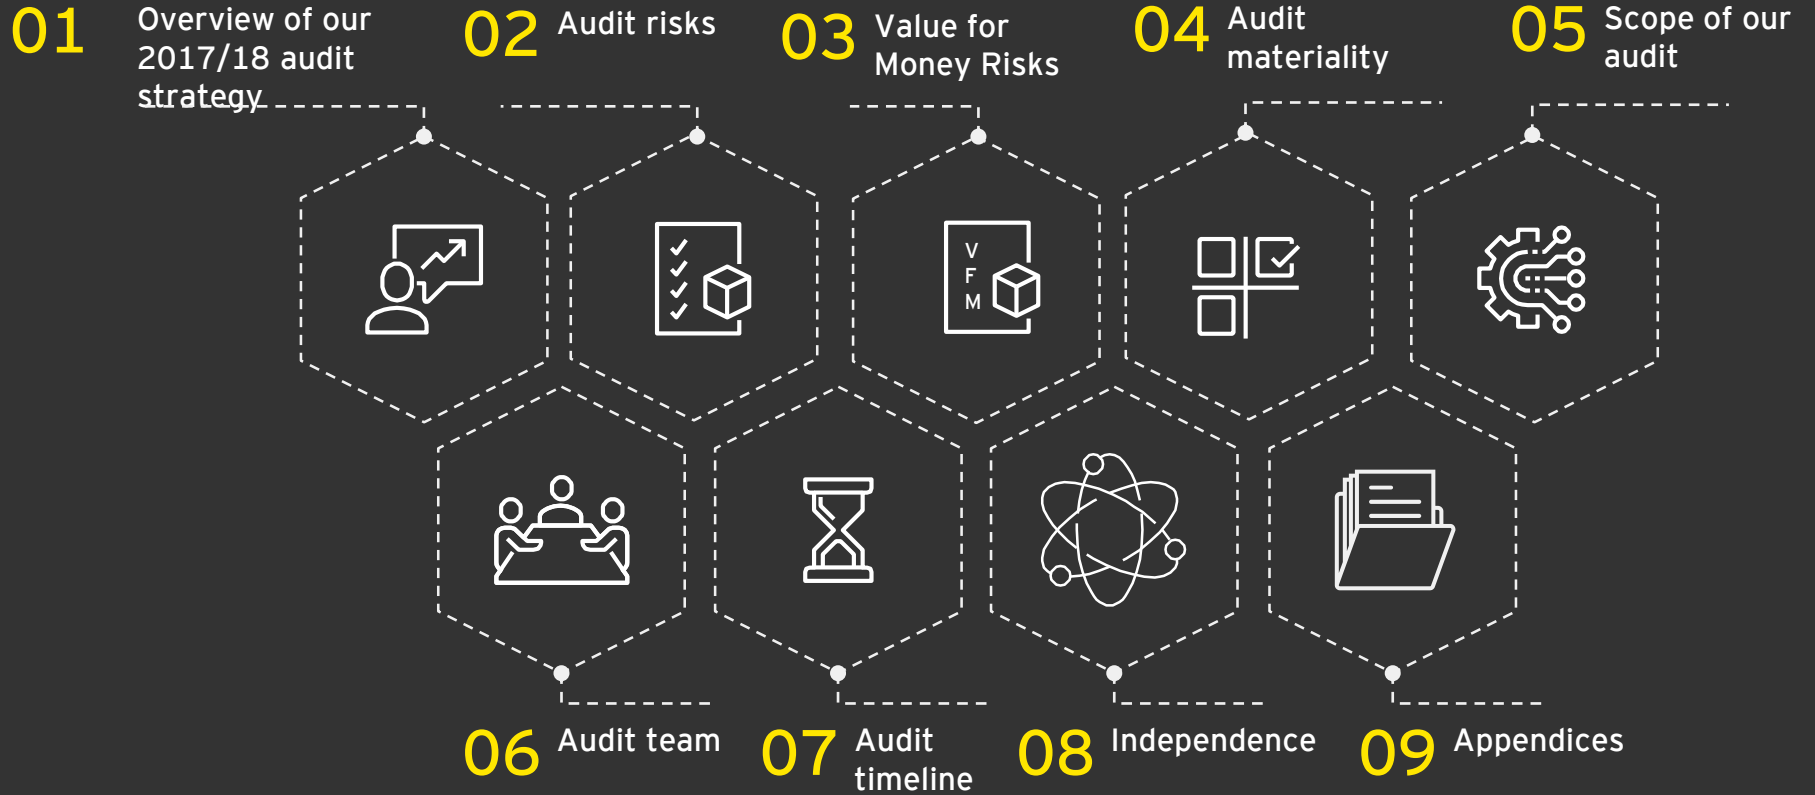 01 Overview of our
2017/18 audit
strategy
02 Audit risks
03 Value for
Money Risks
04 Audit
materiality
05 Scope of our
audit
V
F
M
06 Audit team
07 Audit
timeline
08 Independence
09 Appendices